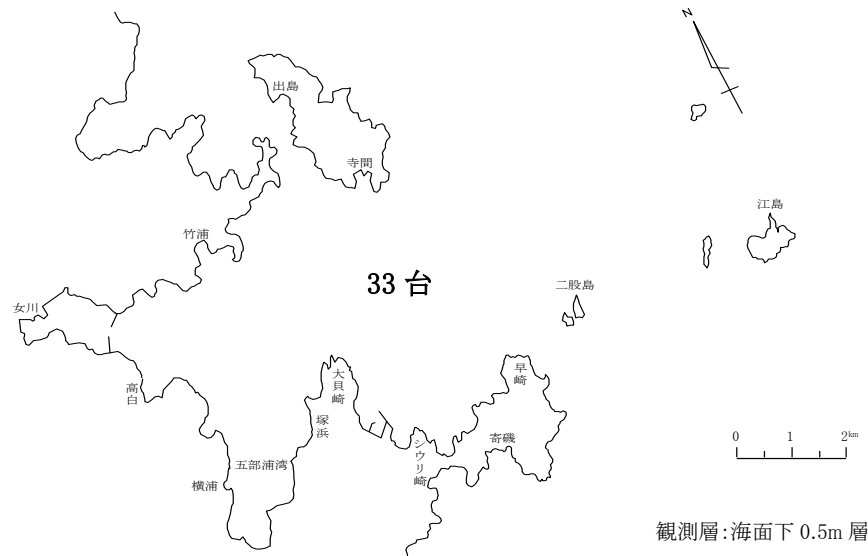 N
出島
寺間
江島
竹浦
33 台
二股島
女川
早崎
大貝崎
高白
塚浜
寄磯
シウリ崎
五部浦湾
横浦
0 1 2km
観測層:海面下 0.5m 層